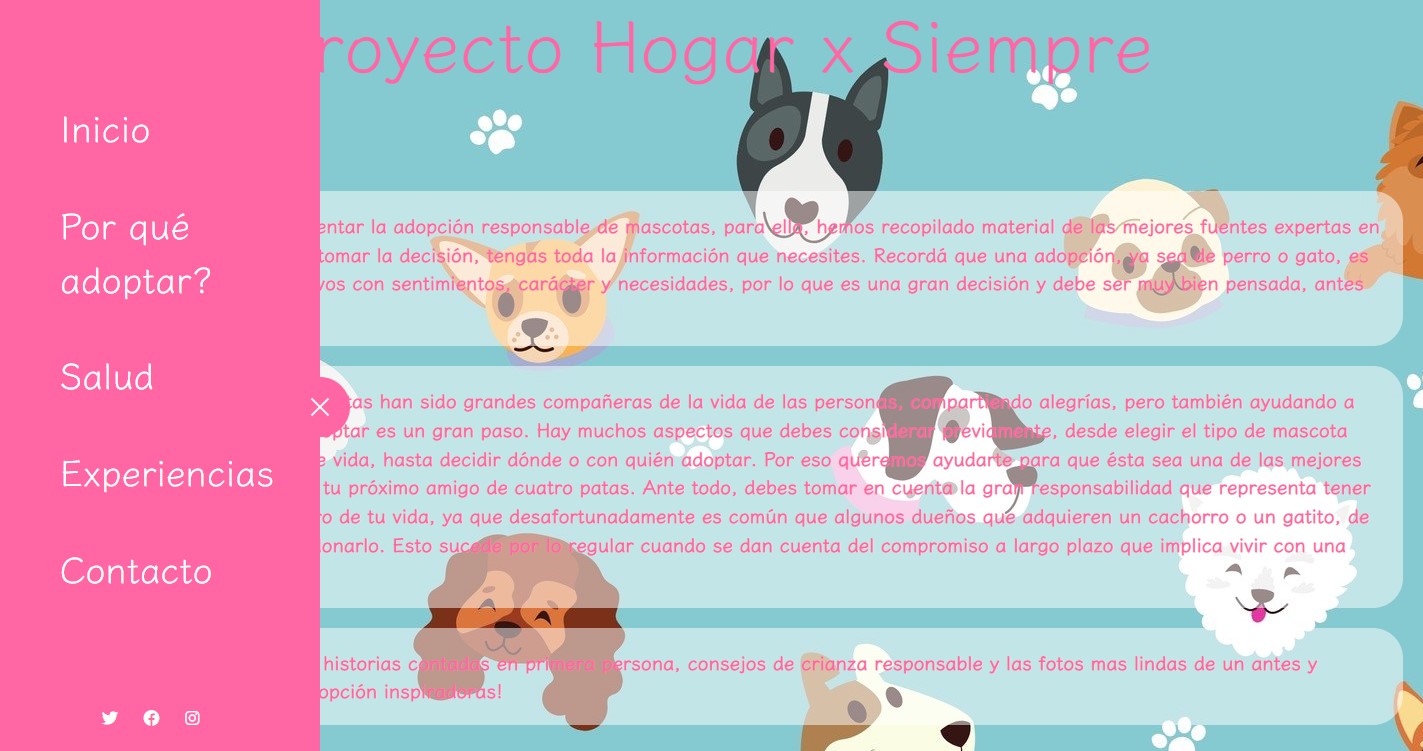 Inicio
Por qué
adoptar?
Salud
Experiencias
Contacto
royecto Hogar x Siempre
entar la adopción responsable de mascotas, para ello, hemos recopilado material de las mejores fuentes expertas en
tomar la decisión, tengas toda la información que necesites. Recordá que una adopción, ya sea de perro o gato, es
vos con sentimientos, carácter y necesidades, por lo que es una gran decisión y debe ser muy bien pensada, antes
tas han sido grandes compañeras de la vida de las personas, compartiendo alegrías, pero también ayudando a
ptar es un gran paso. Hay muchos aspectos que debes considerar previamente, desde elegir el tipo de mascota
e vida, hasta decidir dónde o con quién adoptar. Por eso queremos ayudarte para que ésta sea una de las mejores
tu próximo amigo de cuatro patas. Ante todo, debes tomar en cuenta la gran responsabilidad que representa tener
ro de tu vida, ya que desafortunadamente es común que algunos dueños que adquieren un cachorro o un gatito, de
onarlo. Esto sucede por lo regular cuando se dan cuenta del compromiso a largo plazo que implica vivir con una
historias contadas en primera persona, consejos de crianza responsable y las fotos mas lindas de un antes y
opción inspiradoras!